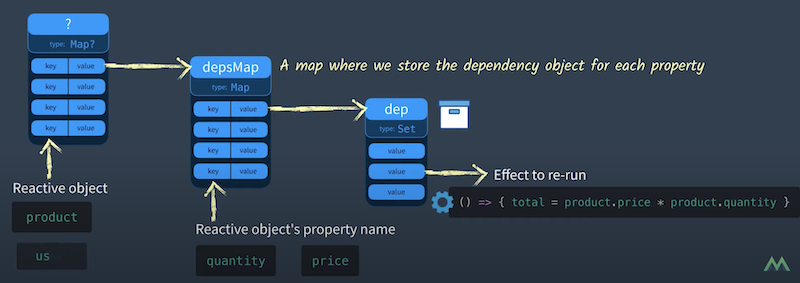 ?
type: Map?
key value
key value
key value
key value
depsMap
type: Map
key value
key value
key value
key value
A map where we store the dependency object for each property
dep
type: Set
value
value
value
Effect to re-run
() => { total = product.price * product.quantity }
Reactive object
product
us
Reactive object's property name
quantity price